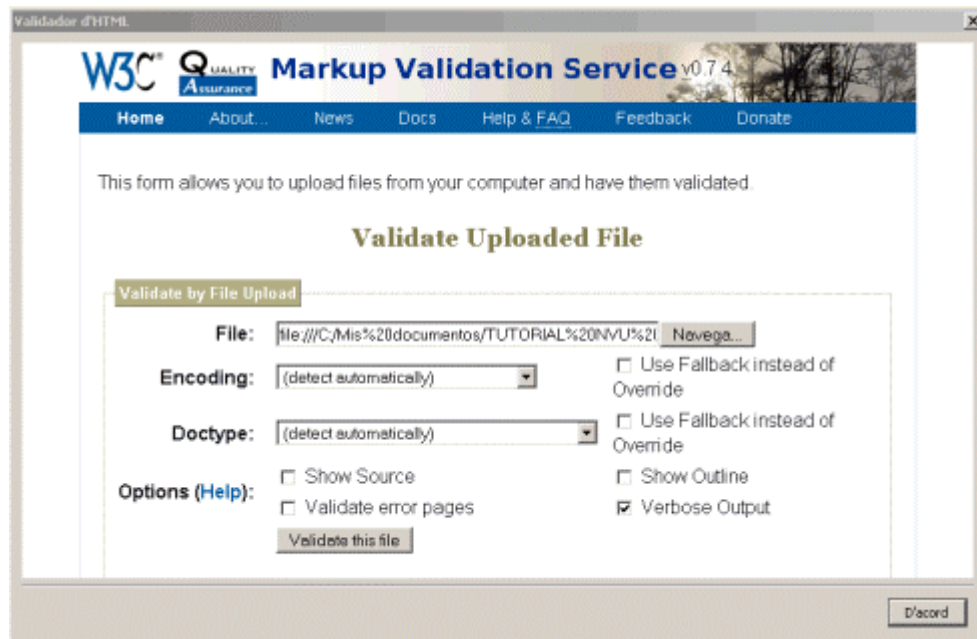 Validador d'HTML
W3C® QUALITY ASSURANCE Markup Validation Service v0.7.4
Home About... News Docs Help & FAQ Feedback Donate
This form allows you to upload files from your computer and have them validated.
Validate Uploaded File
Validate by File Upload
File: file:///C:/Mis%20documentos/TUTORIAL%20NVU%2 Navega...
Encoding: (detect automatically) Use Fallback instead of
Override
Doctype: (detect automatically) Use Fallback instead of
Override
Show Source Show Outline
Options (Help):
Validate error pages Verbose Output
Validate this file
D'acord